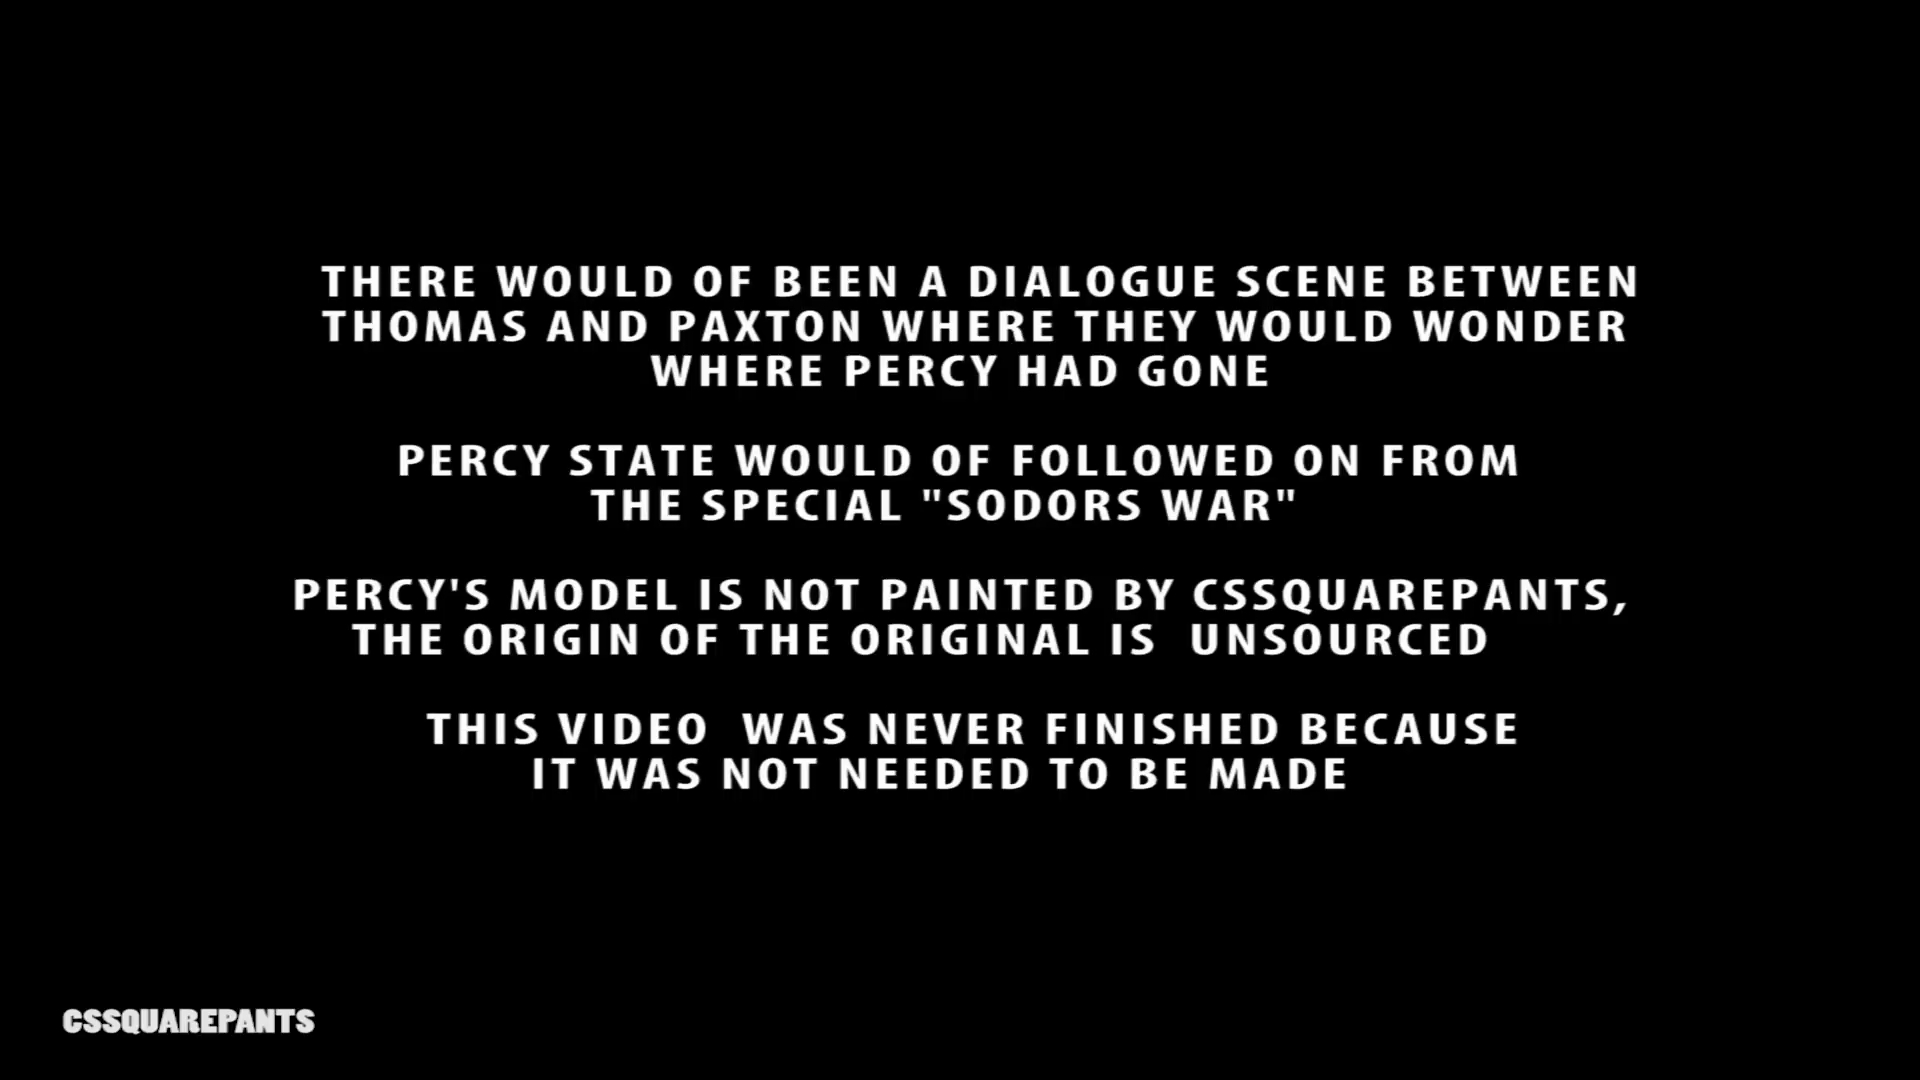 THERE WOULD OF BEEN A DIALOGUE SCENE BETWEEN
THOMAS AND PAXTON WHERE THEY WOULD WONDER
WHERE PERCY HAD GONE
PERCY STATE WOULD OF FOLLOWED ON FROM
THE SPECIAL "SODORS WAR"
PERCY'S MODEL IS NOT PAINTED BY CSSQUAREPANTS,
THE ORIGIN OF THE ORIGINAL IS  UNSOURCED
THIS VIDEO  WAS NEVER FINISHED BECAUSE
IT WAS NOT NEEDED TO BE MADE
CSSQUAREPANTS